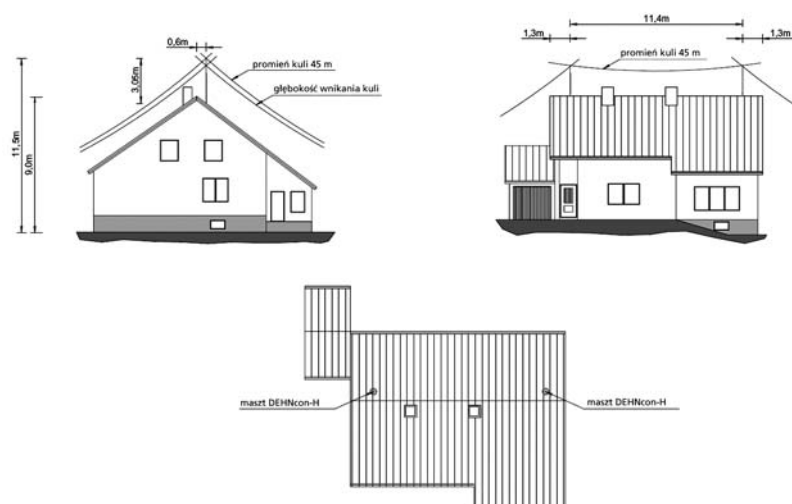 0,6m
promień kuli 45 m
głębokość wnikania kuli
3,05m
11,5m
9,0m
11,4m
1,3m
1,3m
promień kuli 45 m
maszt DEHNcon-H
maszt DEHNcon-H